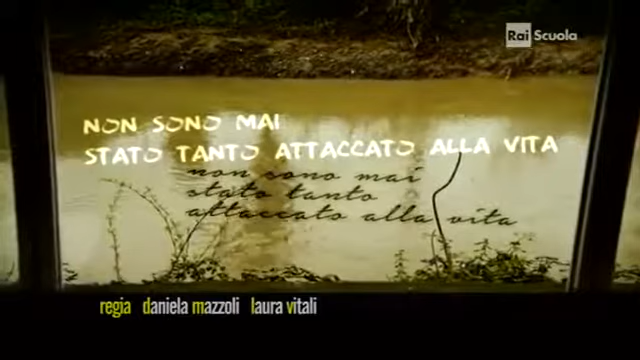 Rai Scuola
NON SONO MAI
STATO TANTO ATTACCATO ALLA VITA
non sono mai
stato tanto
attaccato alla vita
regia daniela mazzoli laura vitali